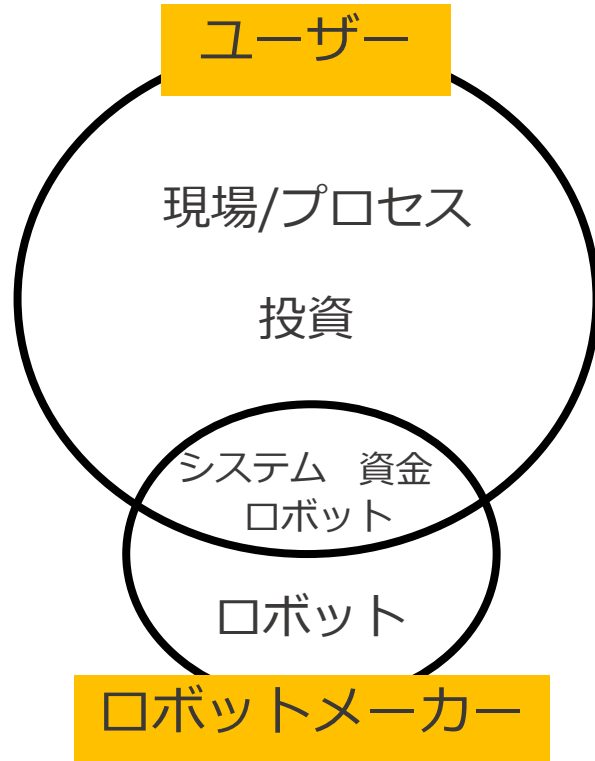 ユーザー
現場/プロセス
投資
システム　資金
ロボット
ロボット
ロボットメーカー